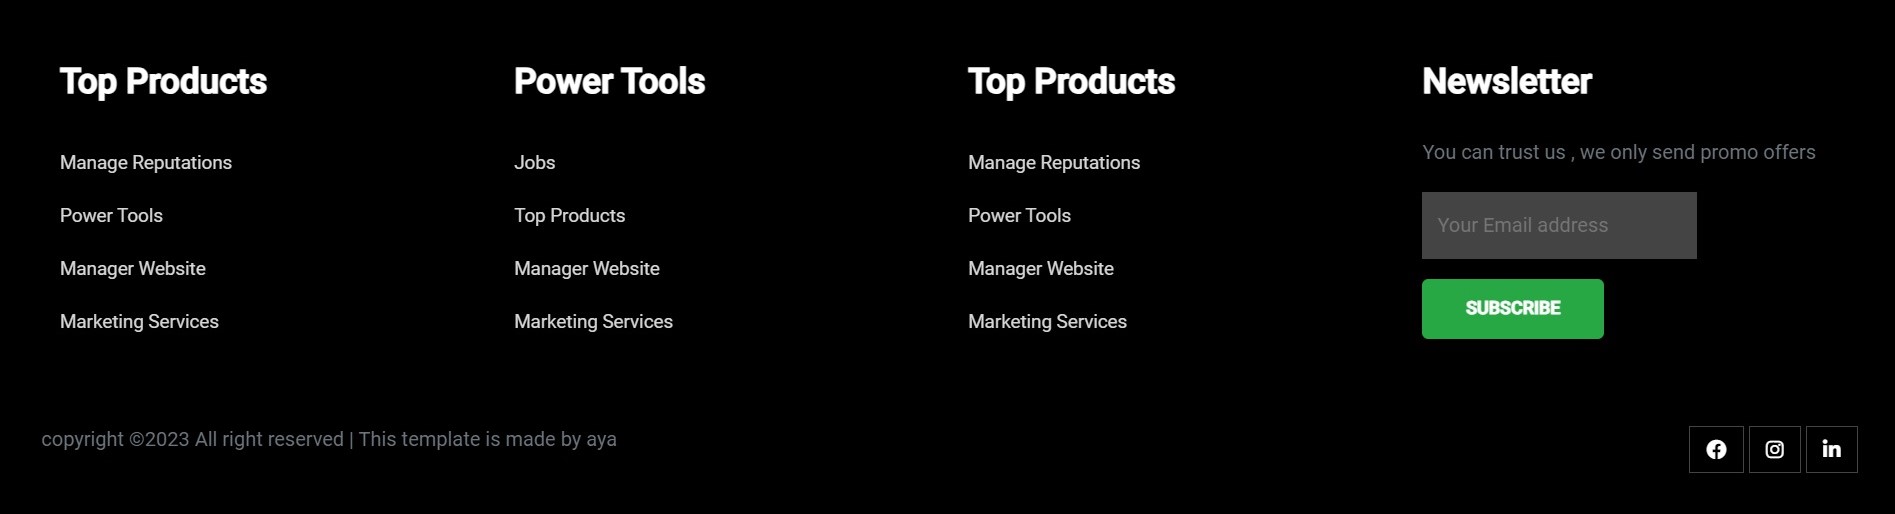 Top Products
Manage Reputations
Power Tools
Manager Website
Marketing Services
Power Tools
Jobs
Top Products
Manager Website
Marketing Services
Top Products
Manage Reputations
Power Tools
Manager Website
Marketing Services
Newsletter
You can trust us , we only send promo offers
Your Email address
SUBSCRIBE
copyright ©2023 All right reserved | This template is made by aya